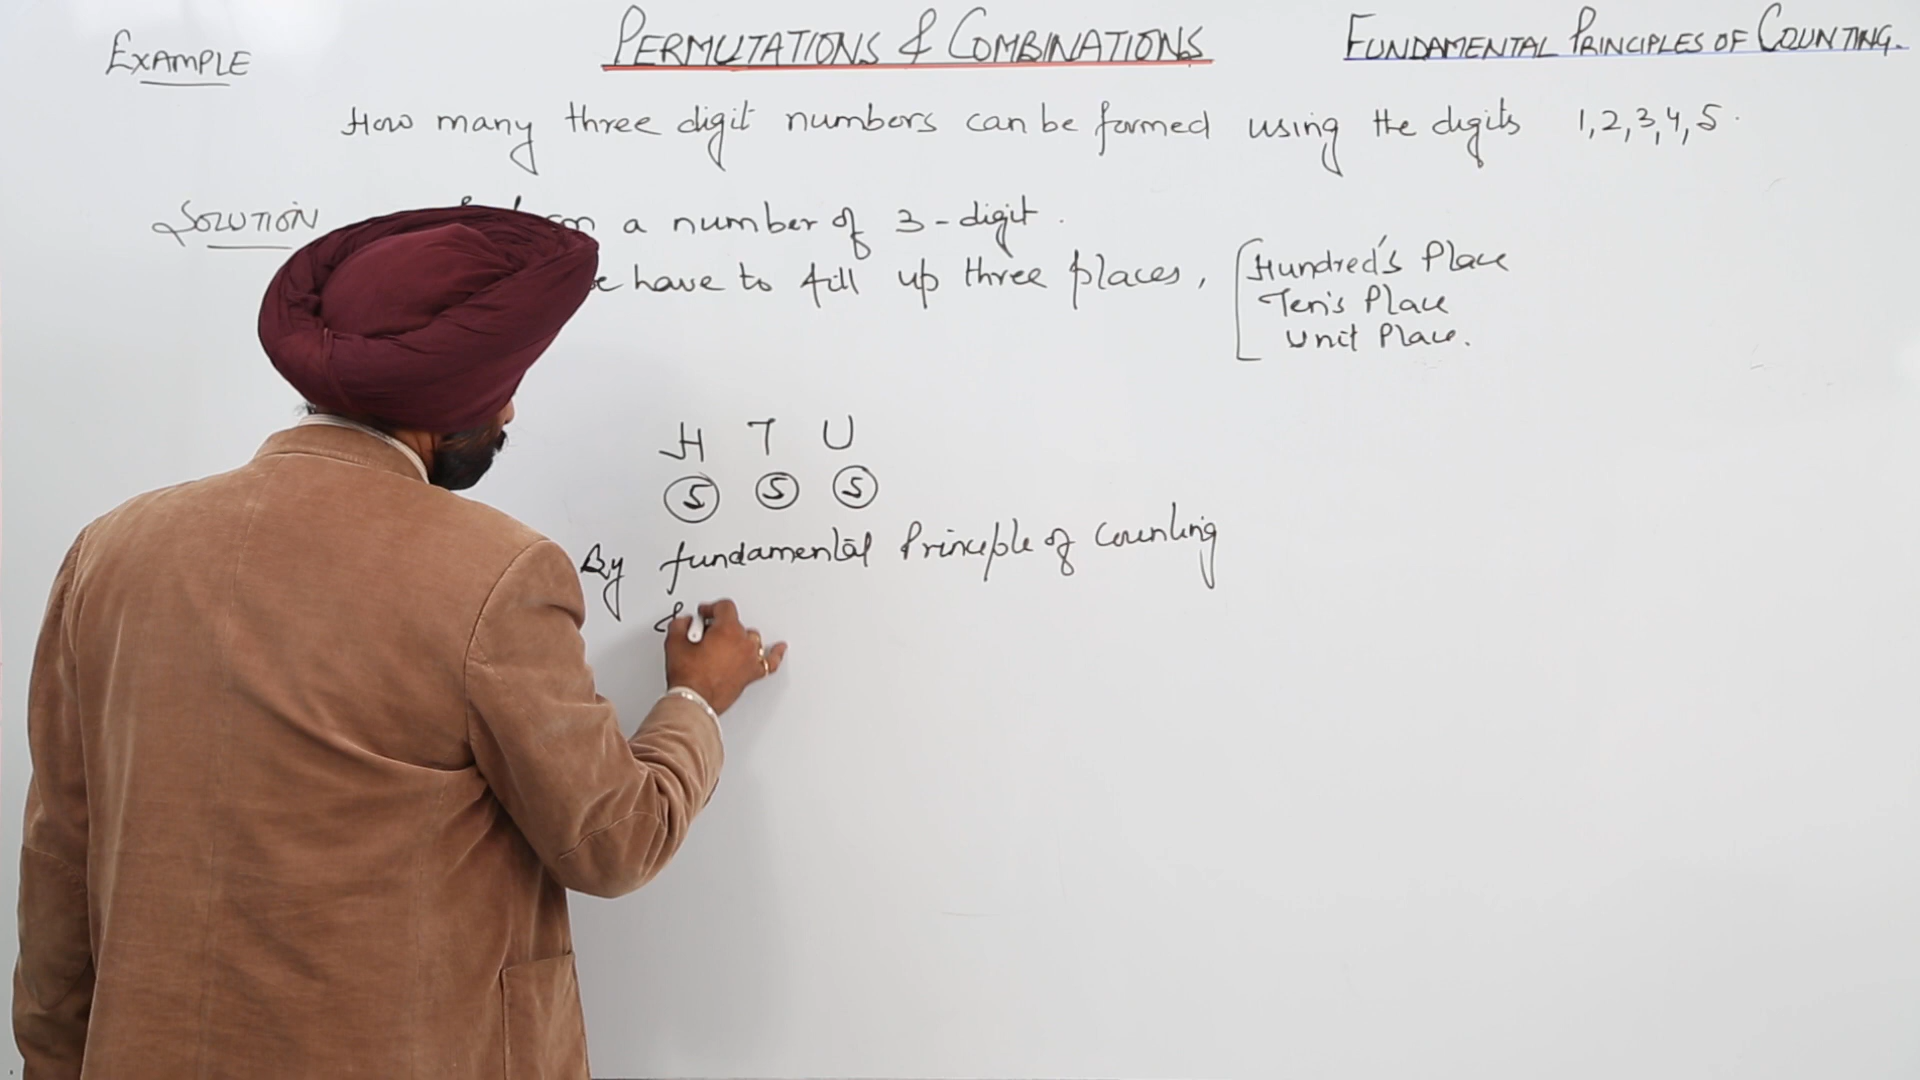 EXAMPLE
PERMUTATIONS & COMBINATIONS
FUNDAMENTAL PRINCIPLES OF COUNTING.
How many three digit numbers can be formed using the digits 1,2,3,4,5.
SOLUTION a number of 3-digit.
have to fill up three places,
Hundred's Place
Ten's Place
Unit Place.
H T U
5 5 5
By fundamental Principle of Counting